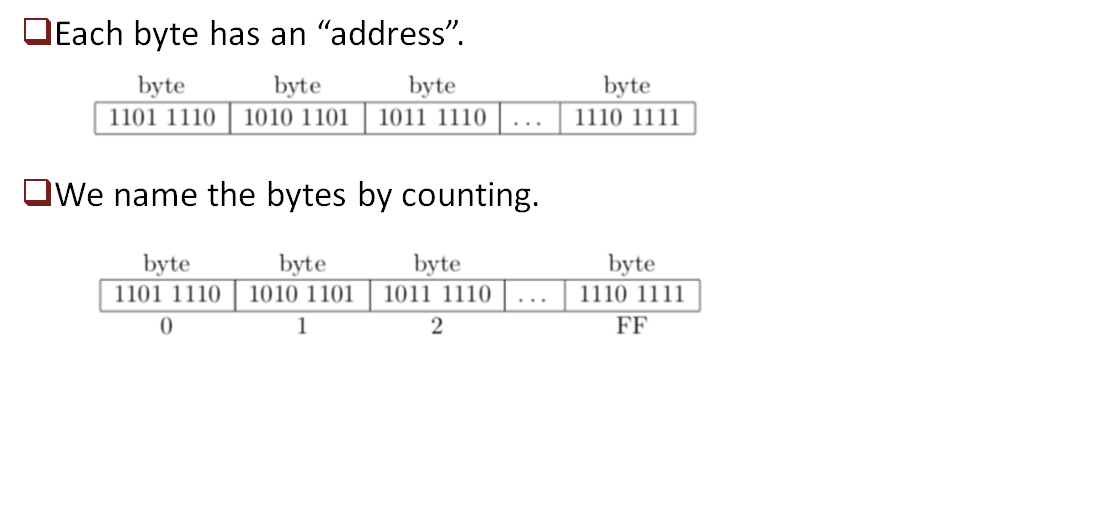 Each byte has an “address”.
byte byte byte byte
1101 1110 1010 1101 1011 1110 ... 1110 1111
We name the bytes by counting.
byte byte byte byte
1101 1110 1010 1101 1011 1110 ... 1110 1111
0 1 2 FF